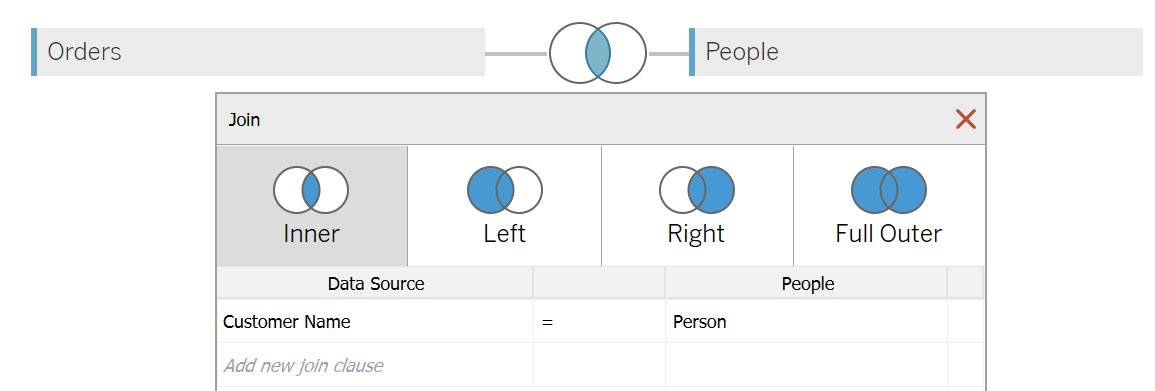 Orders People
Join
Inner Left Right Full Outer
Data Source People
Customer Name = Person
Add new join clause